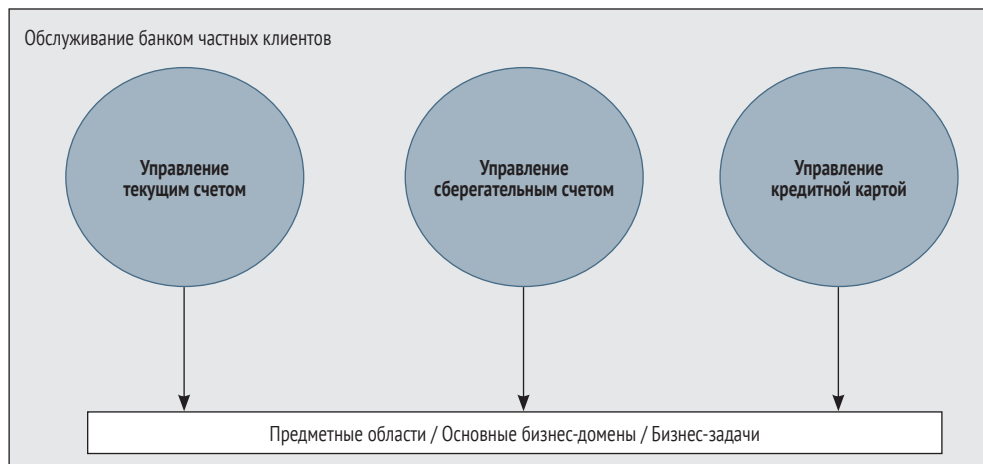 Обслуживание банком частных клиентов
Управление
текущим счетом
Управление
сберегательным счетом
Управление
кредитной картой
Предметные области / Основные бизнес-домены / Бизнес-задачи